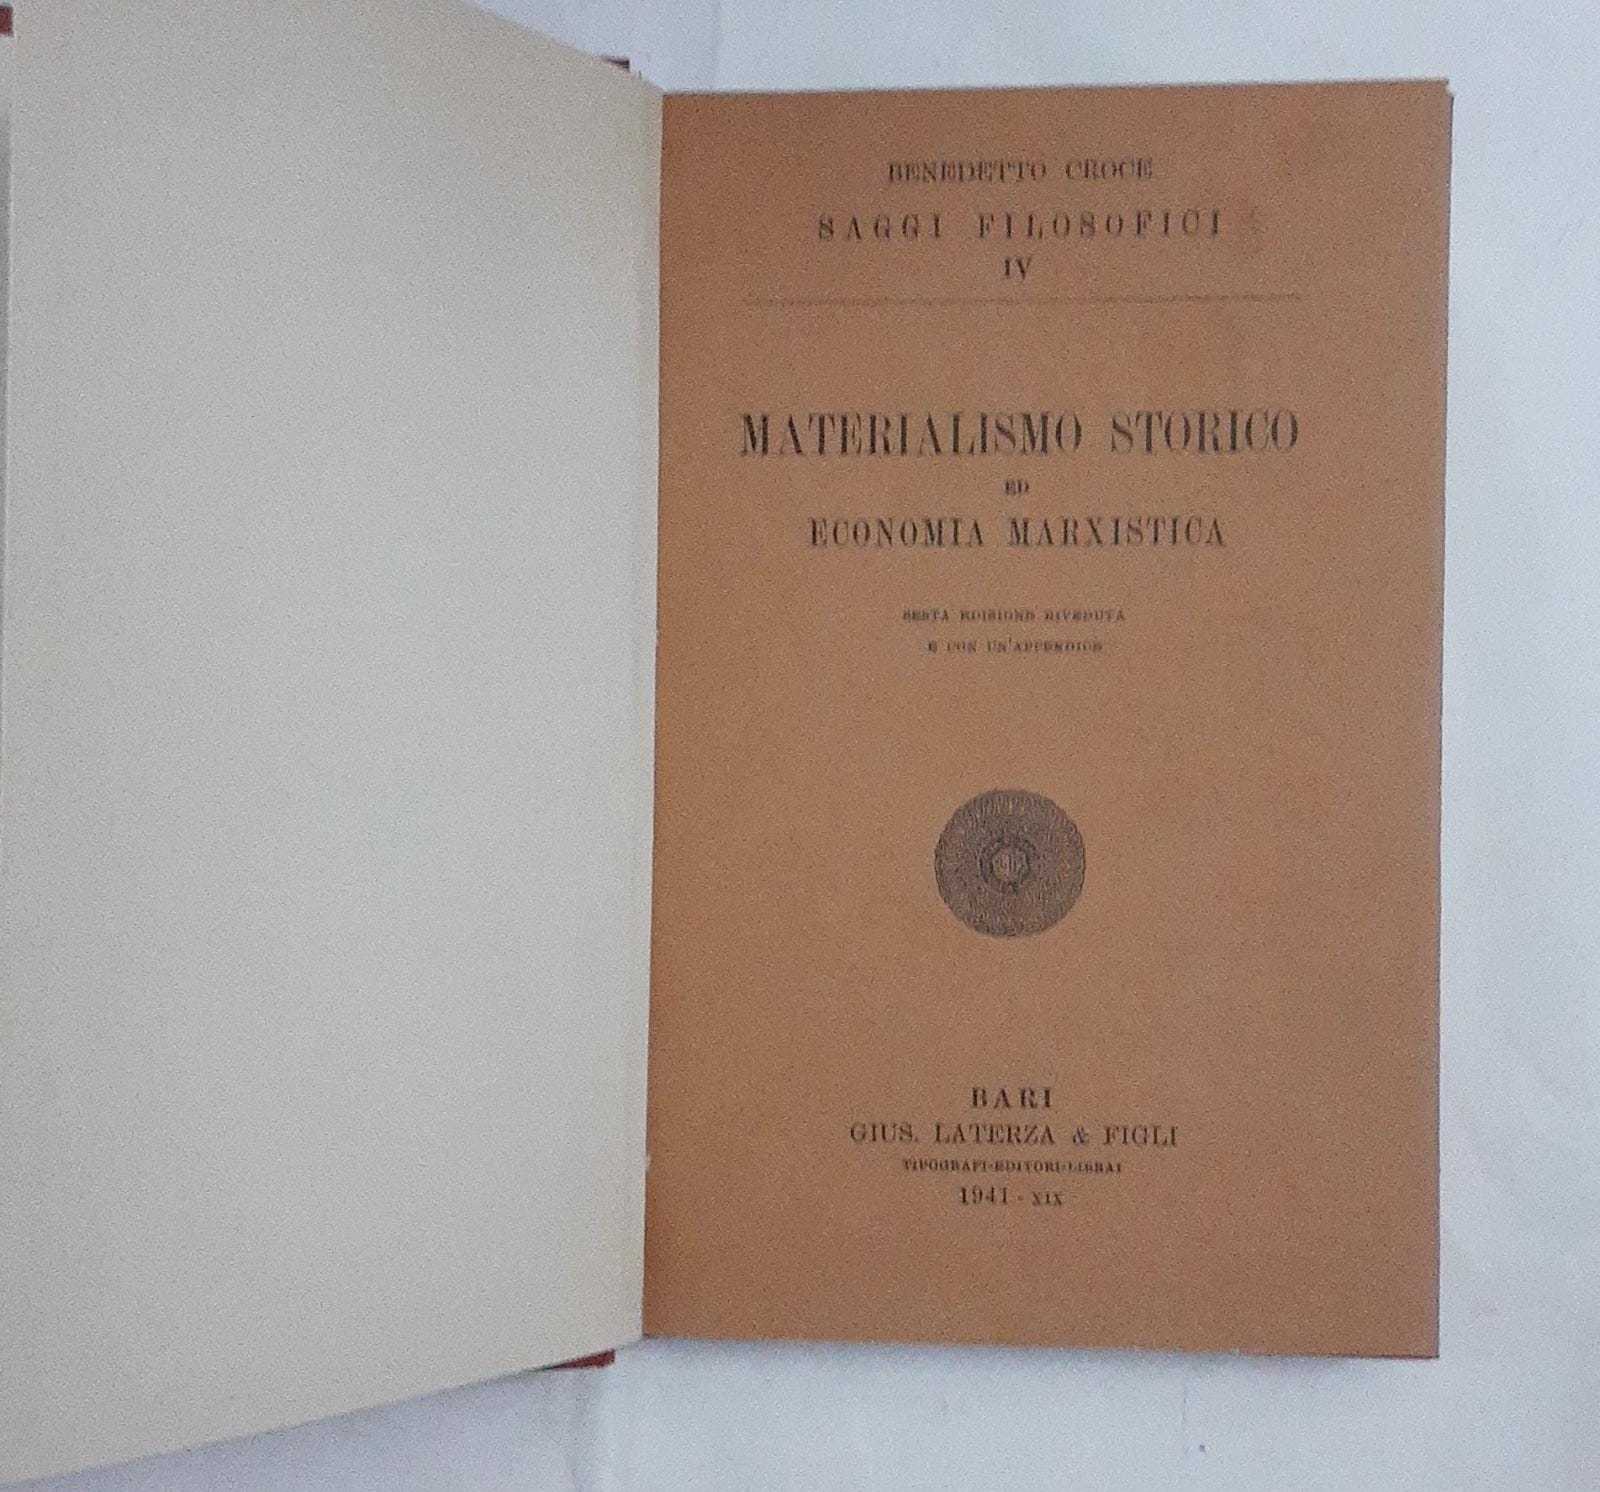 BENEDETTO CROCE
SAGGI FILOSOFICI
IV
MATERIALISMO STORICO
ED
ECONOMIA MARXISTICA
SESTA EDIZIONE RIVEDUTA
E CON UN'APPENDICE
BARI
GIUS. LATERZA & FIGLI
TIPOGRAFI-EDITORI-LIBRAI
1941 - XIX